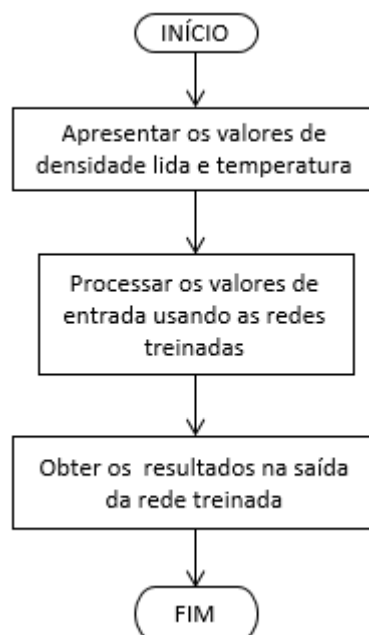 INÍCIO
Apresentar os valores de
densidade lida e temperatura
Processar os valores de
entrada usando as redes
treinadas
Obter os resultados na saída
da rede treinada
FIM